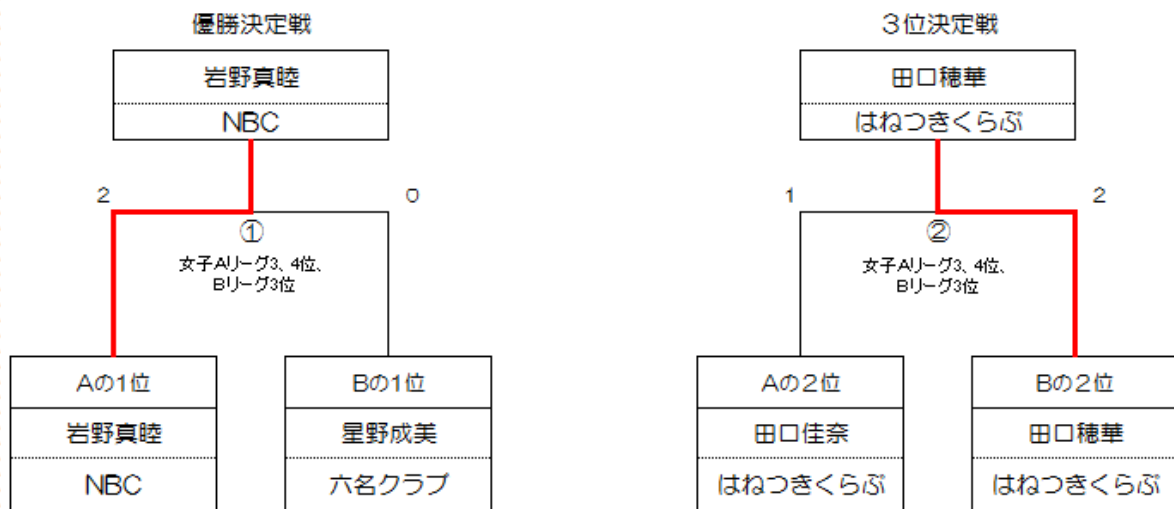 優勝決定戦
岩野真睦
NBC
2
0
①
女子Aリーグ3、4位、
Bリーグ3位
Aの1位
岩野真睦
NBC
Bの1位
星野成美
六名クラブ
3位決定戦
田口穂華
はねつきくらぶ
1
2
②
女子Aリーグ3、4位、
Bリーグ3位
Aの2位
田口佳奈
はねつきくらぶ
Bの2位
田口穂華
はねつきくらぶ